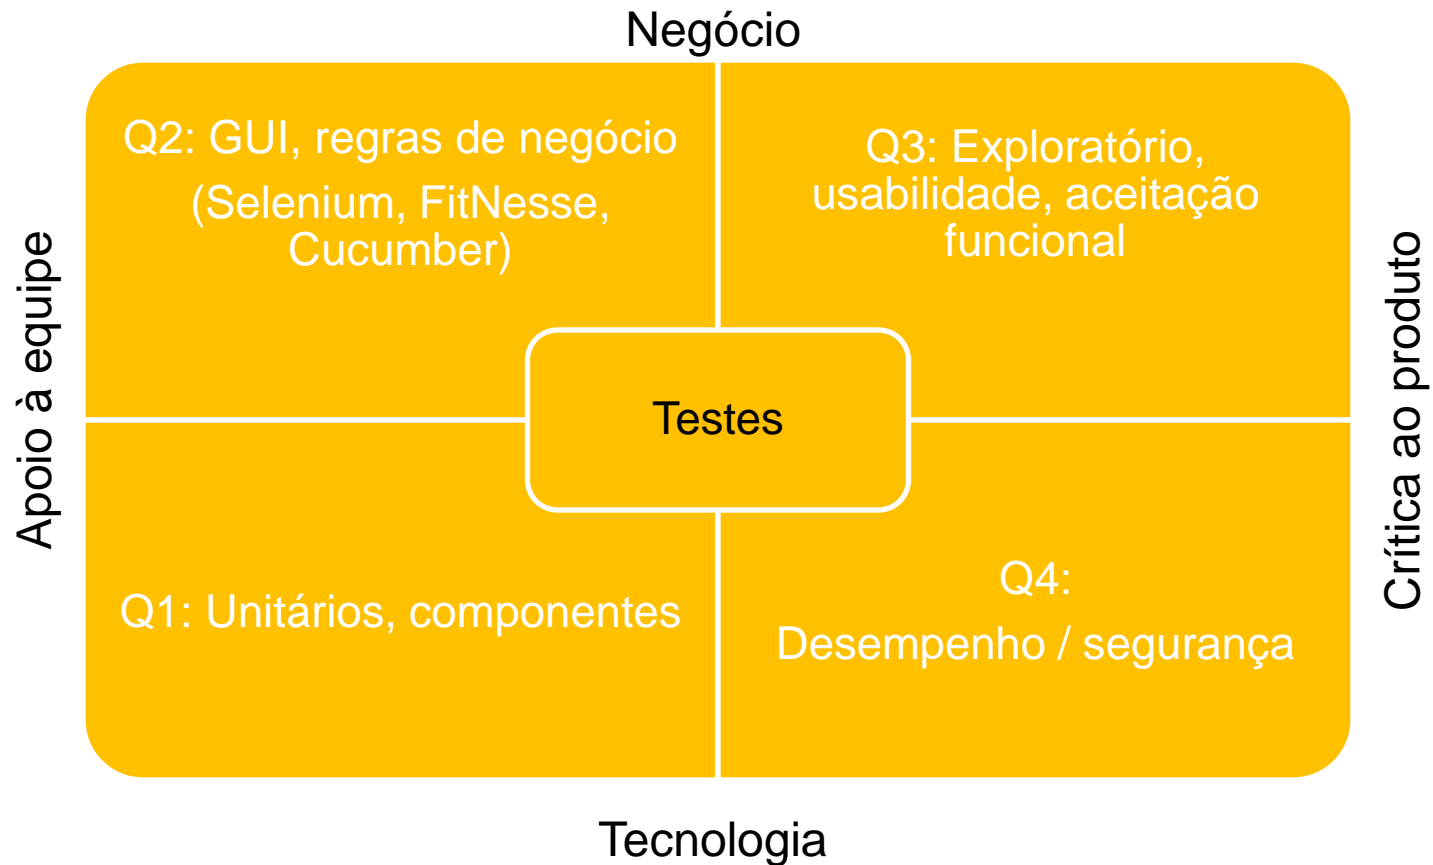 Negócio
Q2: GUI, regras de negócio
(Selenium, FitNesse,
Cucumber)
Q3: Exploratório,
usabilidade, aceitação
funcional
Apoio à equipe
Testes
Crítica ao produto
Q1: Unitários, componentes
Q4:
Desempenho / segurança
Tecnologia